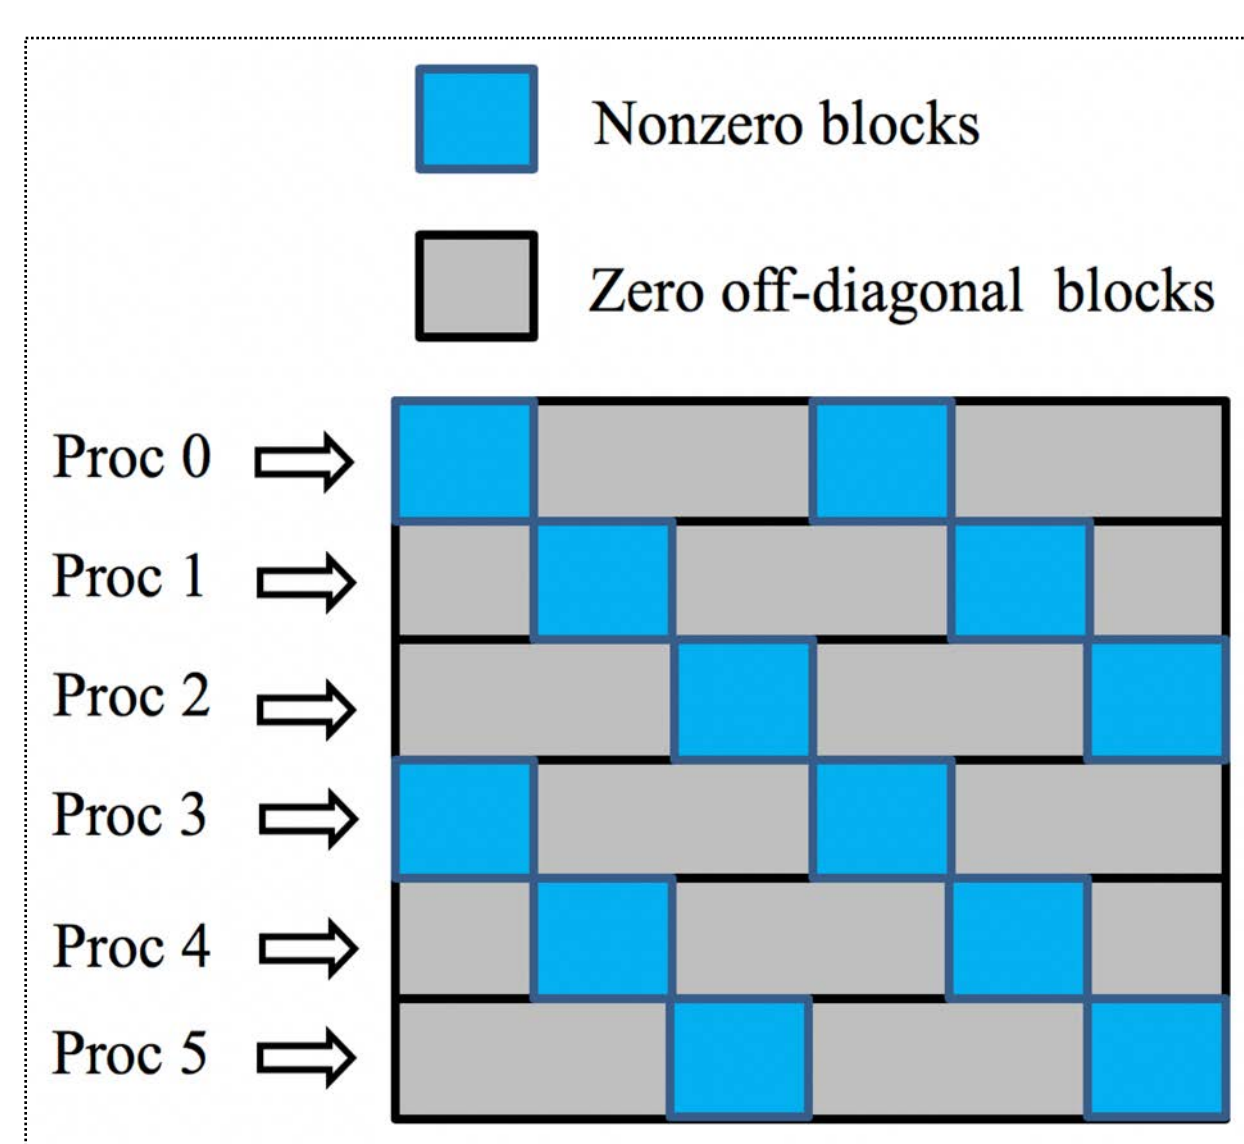 Nonzero blocks
Zero off-diagonal blocks
Proc 0
Proc 1
Proc 2
Proc 3
Proc 4
Proc 5